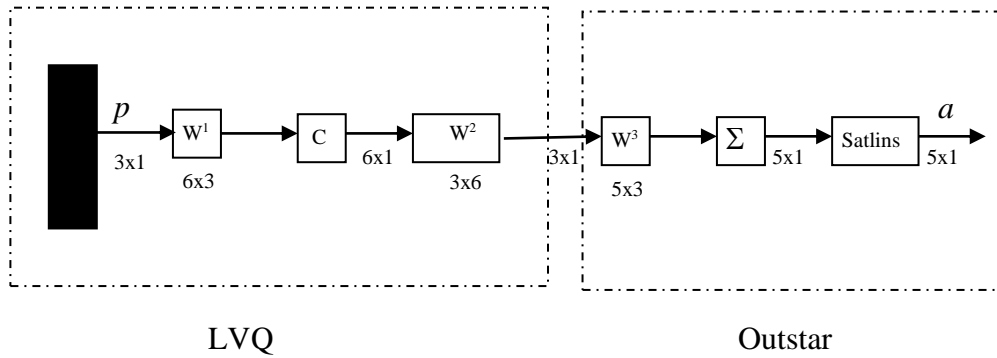 p
a
W¹
C
W²
W³
Σ
Satlins
3x1
6x1
3x1
5x1
5x1
6x3
3x6
5x3
LVQ
Outstar